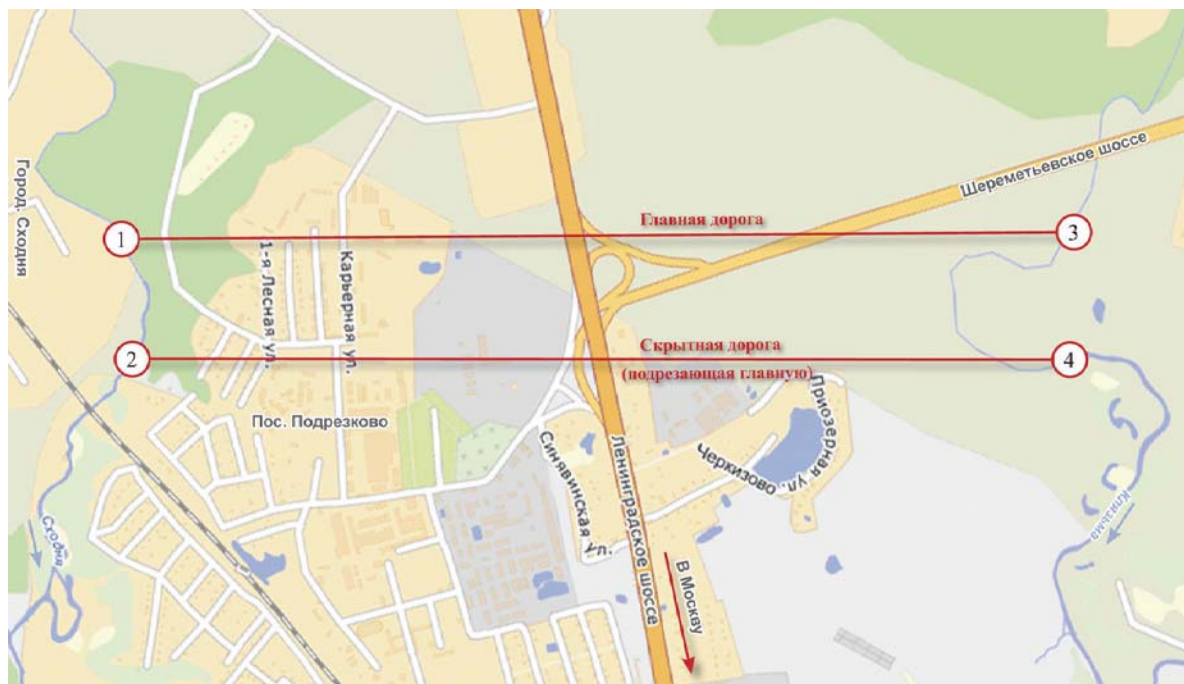 Шереметьевское шоссе
Город. Сходня
Главная дорога
1
3
1-я Лесная ул.
Карьерная ул.
Скрытная дорога
2
4
(подрезающая главную)
Приозерная ул.
Пос. Подрезково
Синявинская ул.
Ленинградское шоссе
Черкизово
ул.
Клязьма
Сходня
В Москву